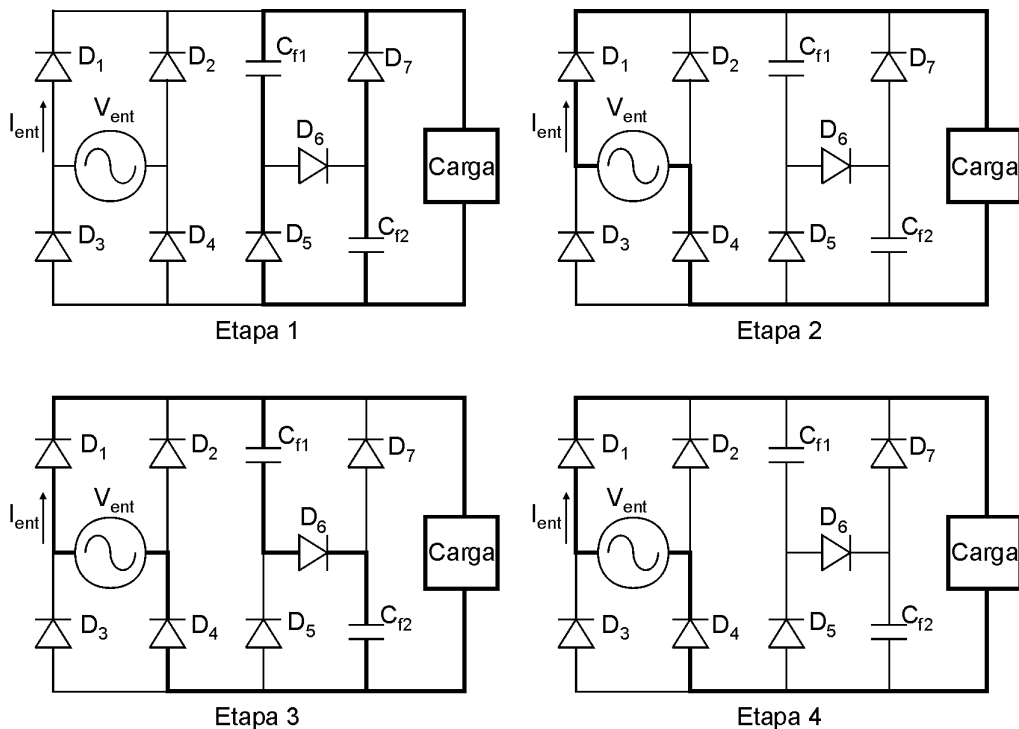 D1
D2
Cf1
D7
Vent
Ient
D6
Carga
D3
D4
D5
Cf2
Etapa 1
D1
D2
Cf1
D7
Vent
Ient
D6
Carga
D3
D4
D5
Cf2
Etapa 2
D1
D2
Cf1
D7
Vent
Ient
D6
Carga
D3
D4
D5
Cf2
Etapa 3
D1
D2
Cf1
D7
Vent
Ient
D6
Carga
D3
D4
D5
Cf2
Etapa 4